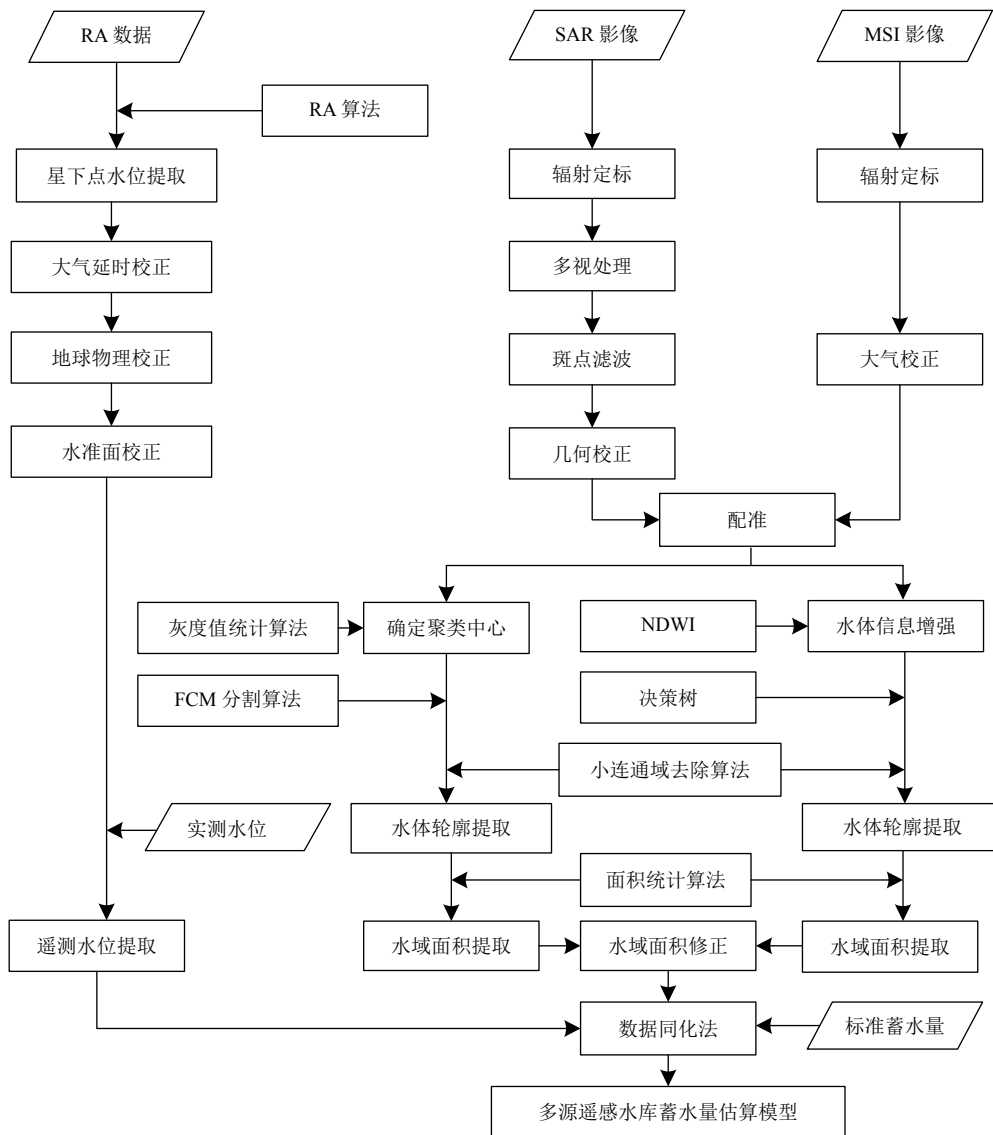 RA 数据
SAR 影像
MSI 影像
RA 算法
星下点水位提取
辐射定标
辐射定标
大气延时校正
多视处理
地球物理校正
斑点滤波
大气校正
水准面校正
几何校正
配准
灰度值统计算法
确定聚类中心
NDWI
水体信息增强
FCM 分割算法
决策树
小连通域去除算法
实测水位
水体轮廓提取
水体轮廓提取
面积统计算法
遥测水位提取
水域面积提取
水域面积修正
水域面积提取
数据同化法
标准蓄水量
多源遥感水库蓄水量估算模型